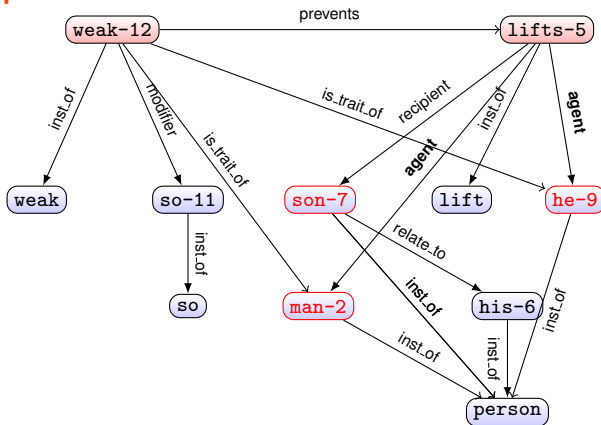 prevents
weak-12 lifts-5
inst_of modifier is_trait_of is_trait_of recipient agent inst_of agent
weak so-11 son-7 lift he-9
inst_of relate_to
so man-2 inst_of his-6 inst_of
inst_of inst_of
person